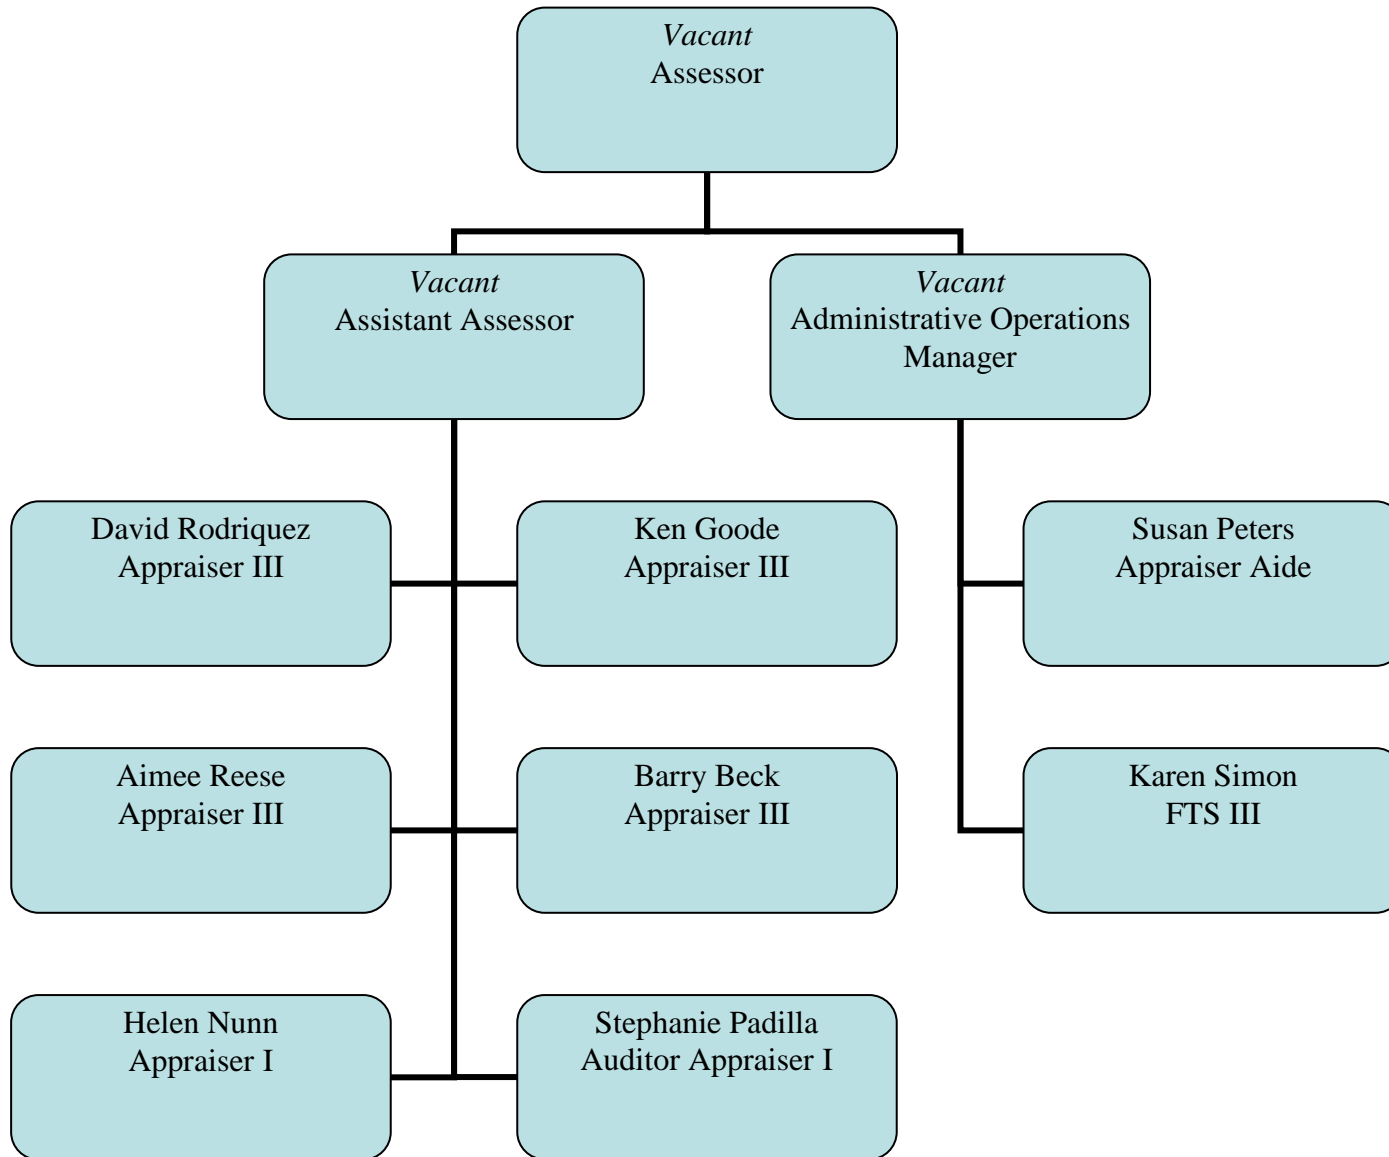 Vacant
Assessor
Vacant
Assistant Assessor
Vacant
Administrative Operations
Manager
David Rodriquez
Appraiser III
Ken Goode
Appraiser III
Susan Peters
Appraiser Aide
Aimee Reese
Appraiser III
Barry Beck
Appraiser III
Karen Simon
FTS III
Helen Nunn
Appraiser I
Stephanie Padilla
Auditor Appraiser I